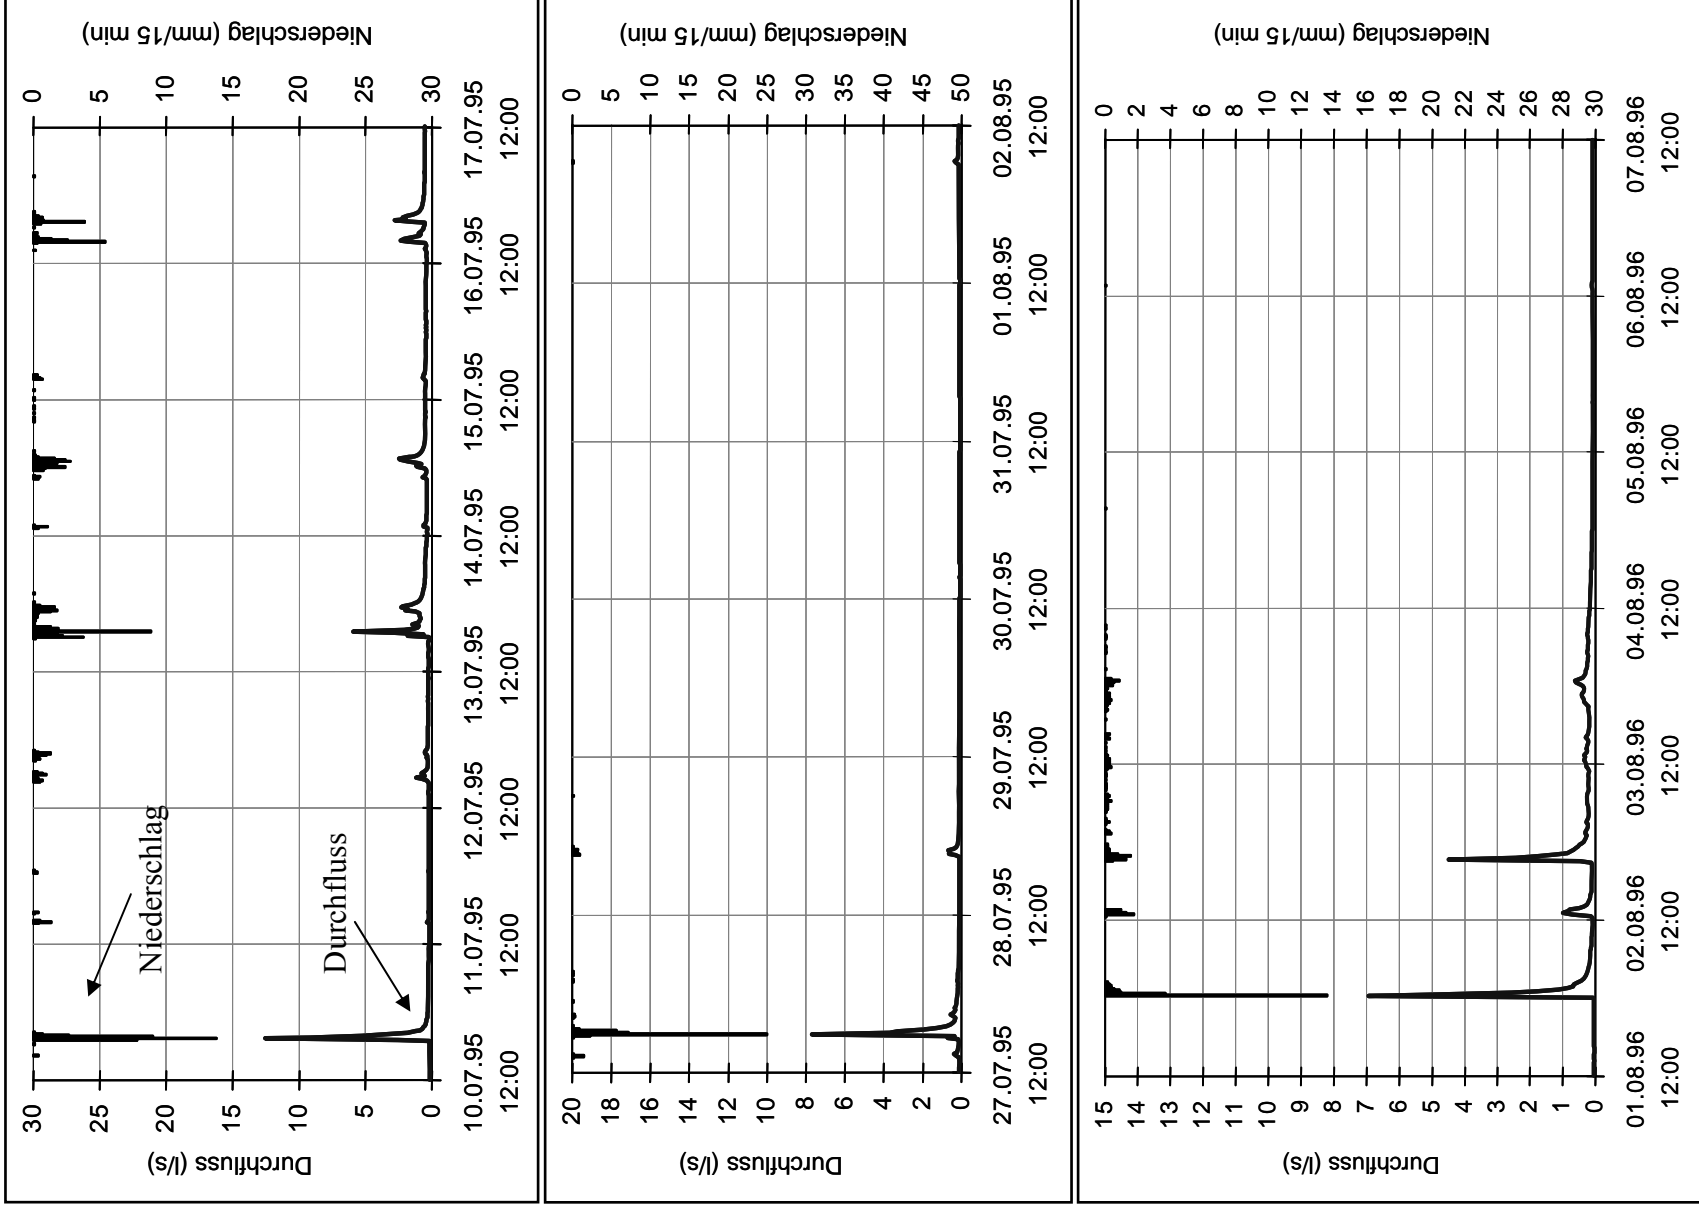 Niederschlag (mm/15 min)
0 5 10 15 20 25 30
17.07.95 12:00
16.07.95 12:00
15.07.95 12:00
14.07.95 12:00
13.07.95 12:00
12.07.95 12:00
11.07.95 12:00
10.07.95 12:00
Niederschlag
Durchfluss
30 25 20 15 10 5 0
Durchfluss (l/s)
Niederschlag (mm/15 min)
0 5 10 15 20 25 30 35 40 45 50
02.08.95 12:00
01.08.95 12:00
31.07.95 12:00
30.07.95 12:00
29.07.95 12:00
28.07.95 12:00
27.07.95 12:00
20 18 16 14 12 10 8 6 4 2 0
Durchfluss (l/s)
Niederschlag (mm/15 min)
0 2 4 6 8 10 12 14 16 18 20 22 24 26 28 30
07.08.96 12:00
06.08.96 12:00
05.08.96 12:00
04.08.96 12:00
03.08.96 12:00
02.08.96 12:00
01.08.96 12:00
15 14 13 12 11 10 9 8 7 6 5 4 3 2 1 0
Durchfluss (l/s)